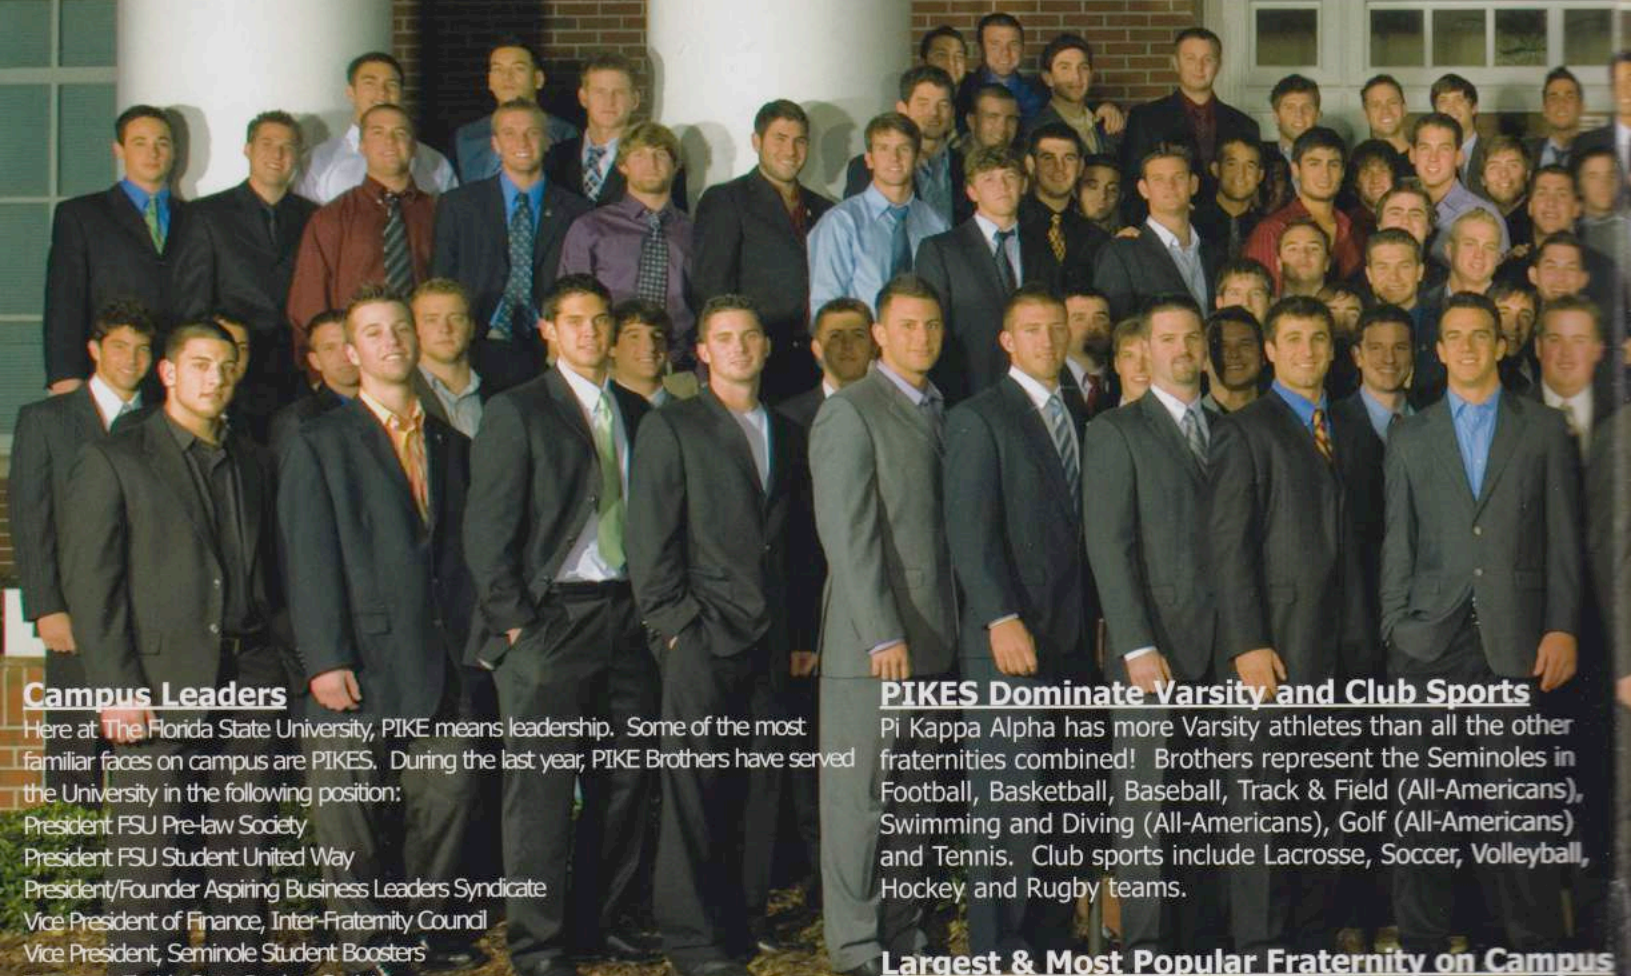 Campus Leaders
Here at The Florida State University, PIKE means leadership. Some of the most
familiar faces on campus are PIKES. During the last year, PIKE Brothers have served
the University in the following position:
President FSU Pre-law Society
President FSU Student United Way
President/Founder Aspiring Business Leaders Syndicate
Vice President of Finance, Inter-Fraternity Council
Vice President, Seminole Student Boosters
PIKES Dominate Varsity and Club Sports
Pi Kappa Alpha has more Varsity athletes than all the other
fraternities combined! Brothers represent the Seminoles in
Football, Basketball, Baseball, Track & Field (All-Americans),
Swimming and Diving (All-Americans), Golf (All-Americans)
and Tennis. Club sports include Lacrosse, Soccer, Volleyball,
Hockey and Rugby teams.
Largest & Most Popular Fraternity on Campus